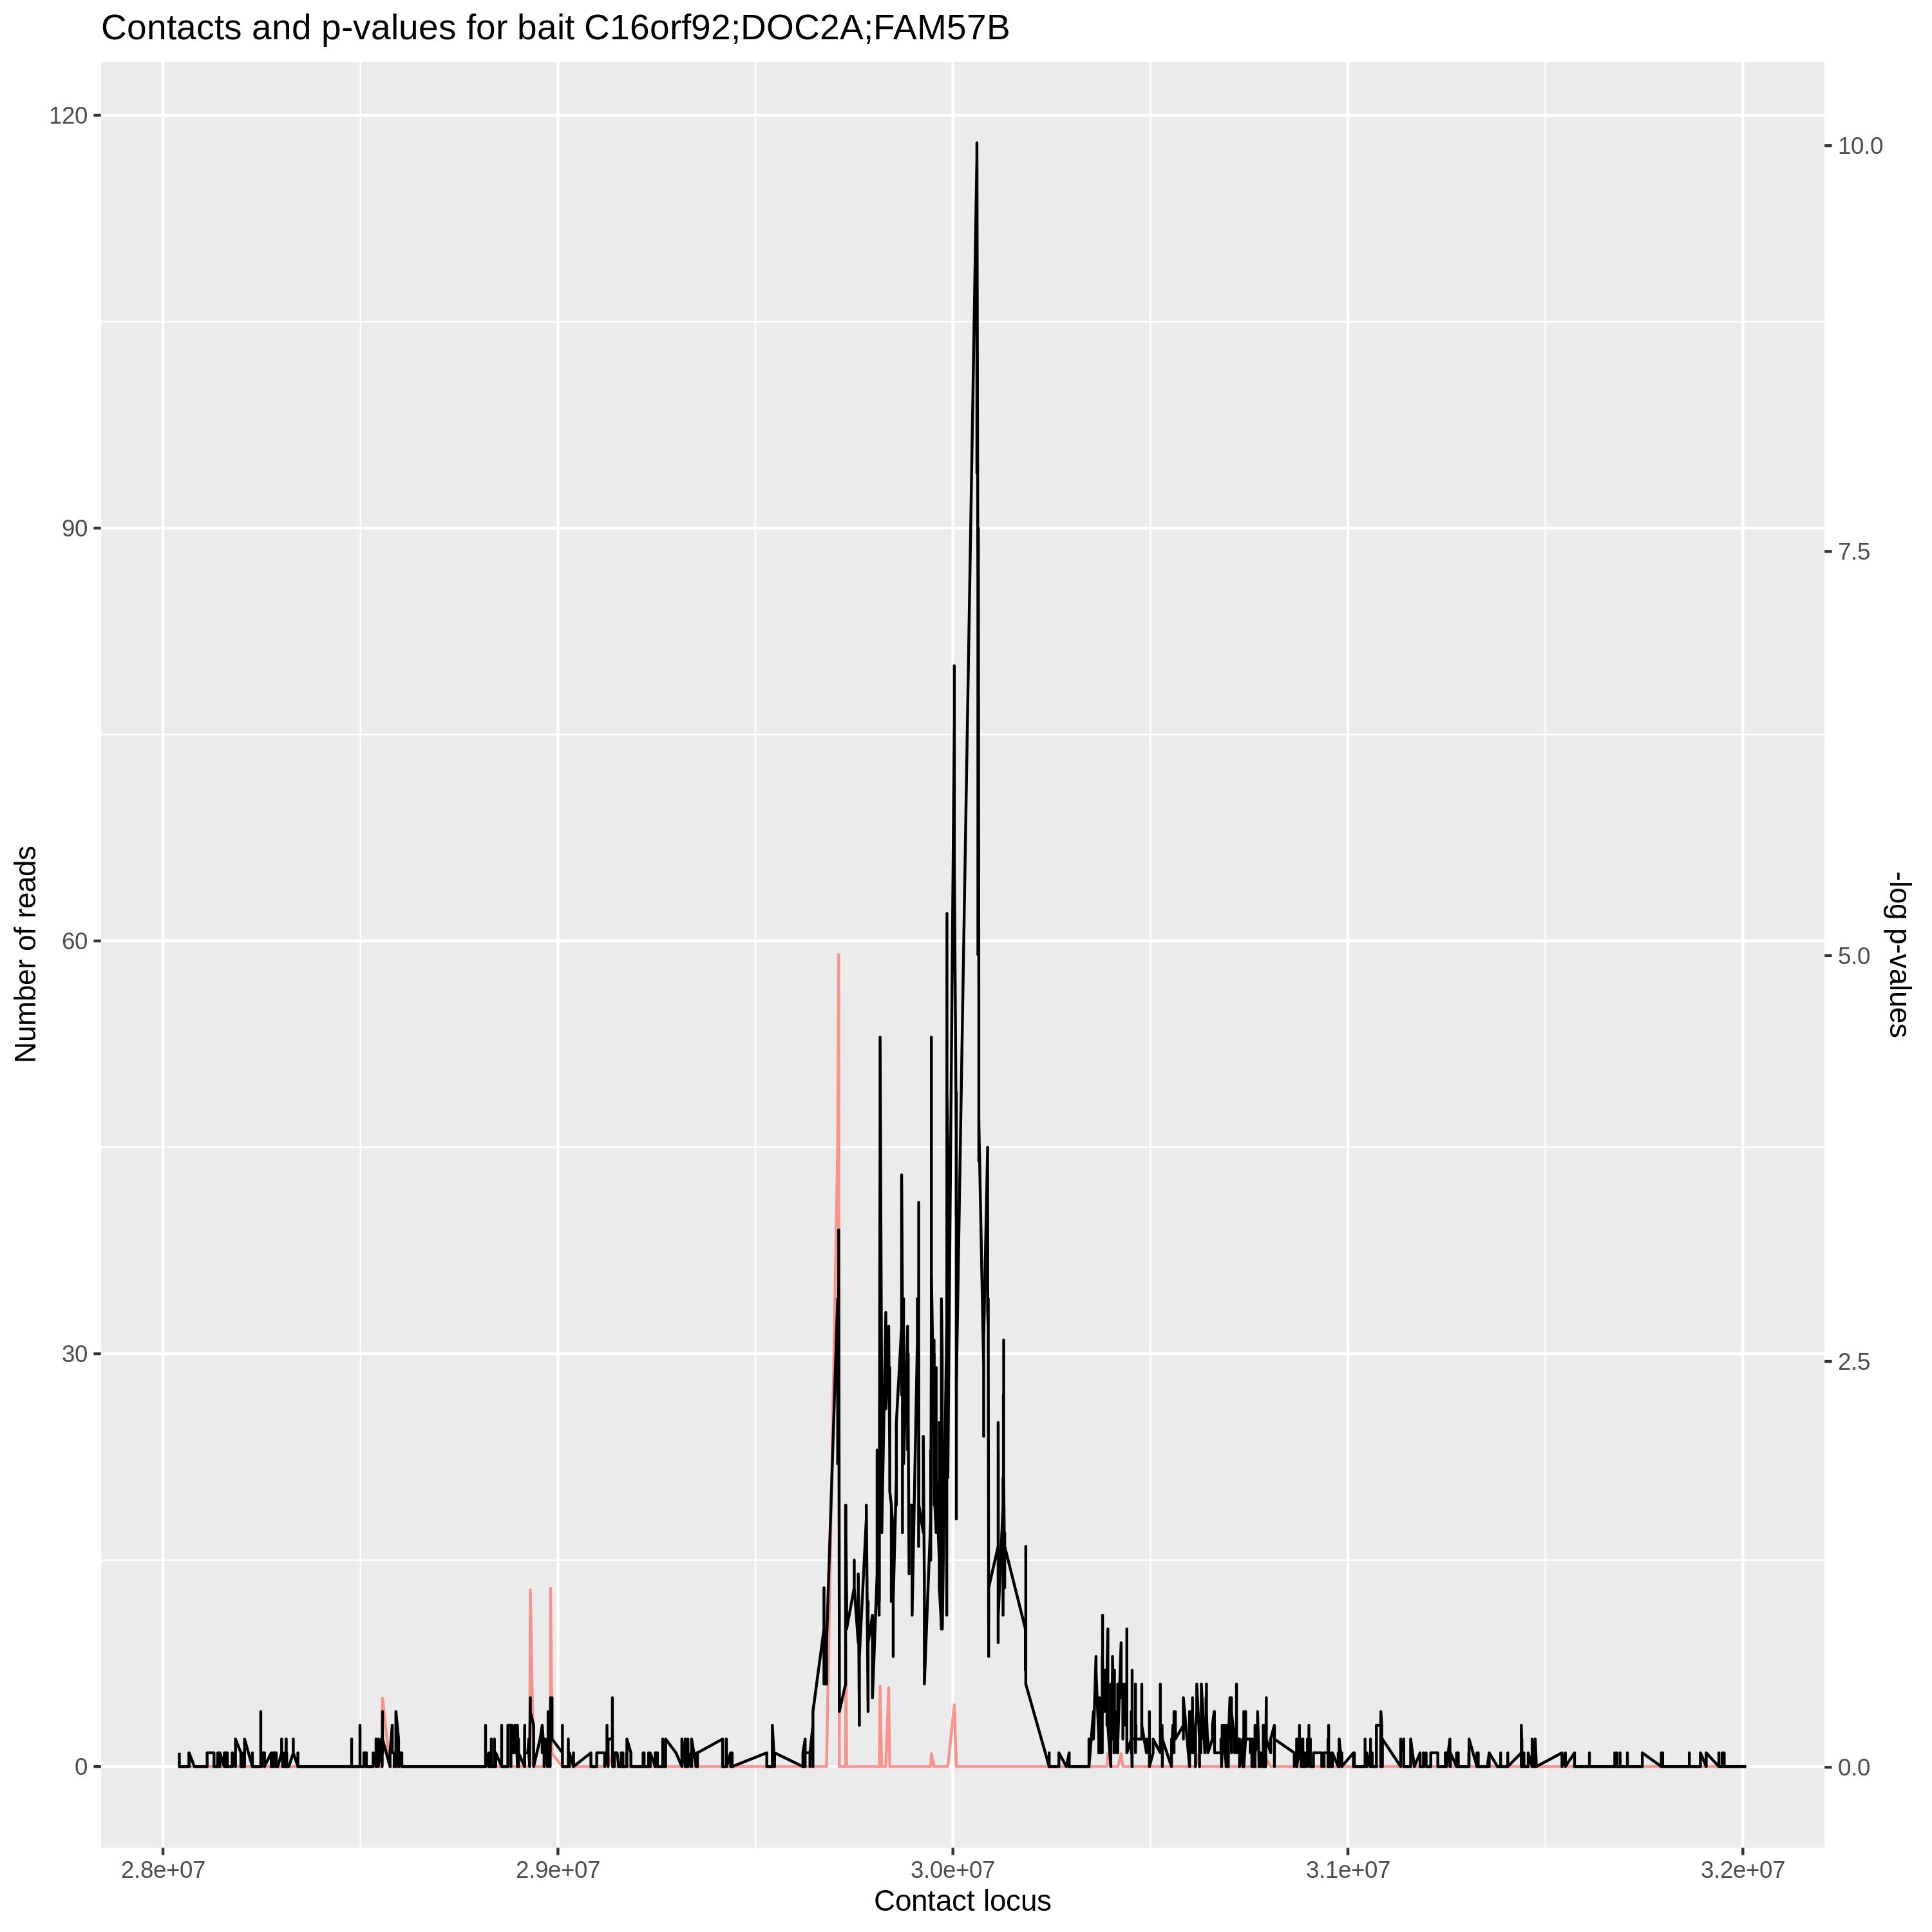 Contacts and p-values for bait C16orf92;DOC2A;FAM57B
120
90
60
30
0
Number of reads
10.0
7.5
5.0
2.5
0.0
-log p-values
2.8e+07
2.9e+07
3.0e+07
3.1e+07
3.2e+07
Contact locus